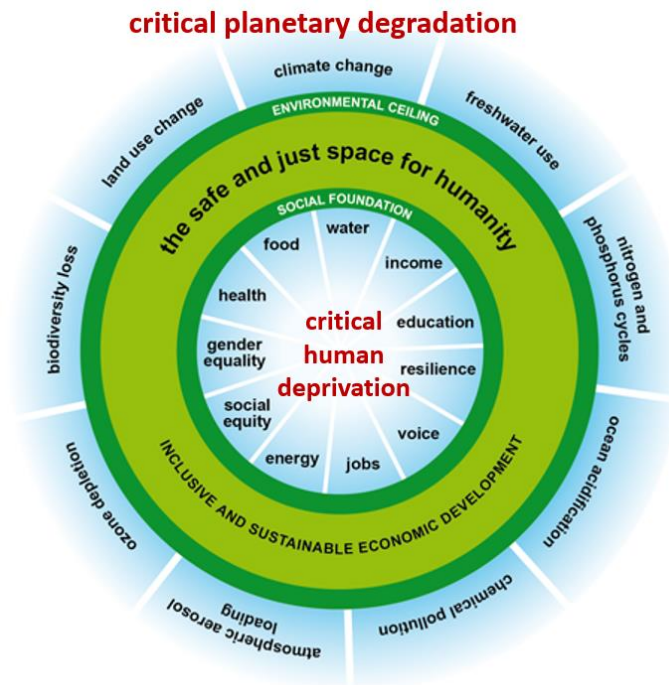 critical planetary degradation
climate change
freshwater use
nitrogen and
phosphorus cycles
ocean acidification
chemical pollution
atmospheric aerosol
loading
ozone depletion
biodiversity loss
land use change
ENVIRONMENTAL CEILING
the safe and just space for humanity
SOCIAL FOUNDATION
water
income
education
resilience
voice
jobs
energy
social
equity
gender
equality
health
food
critical
human
deprivation
INCLUSIVE AND SUSTAINABLE ECONOMIC DEVELOPMENT